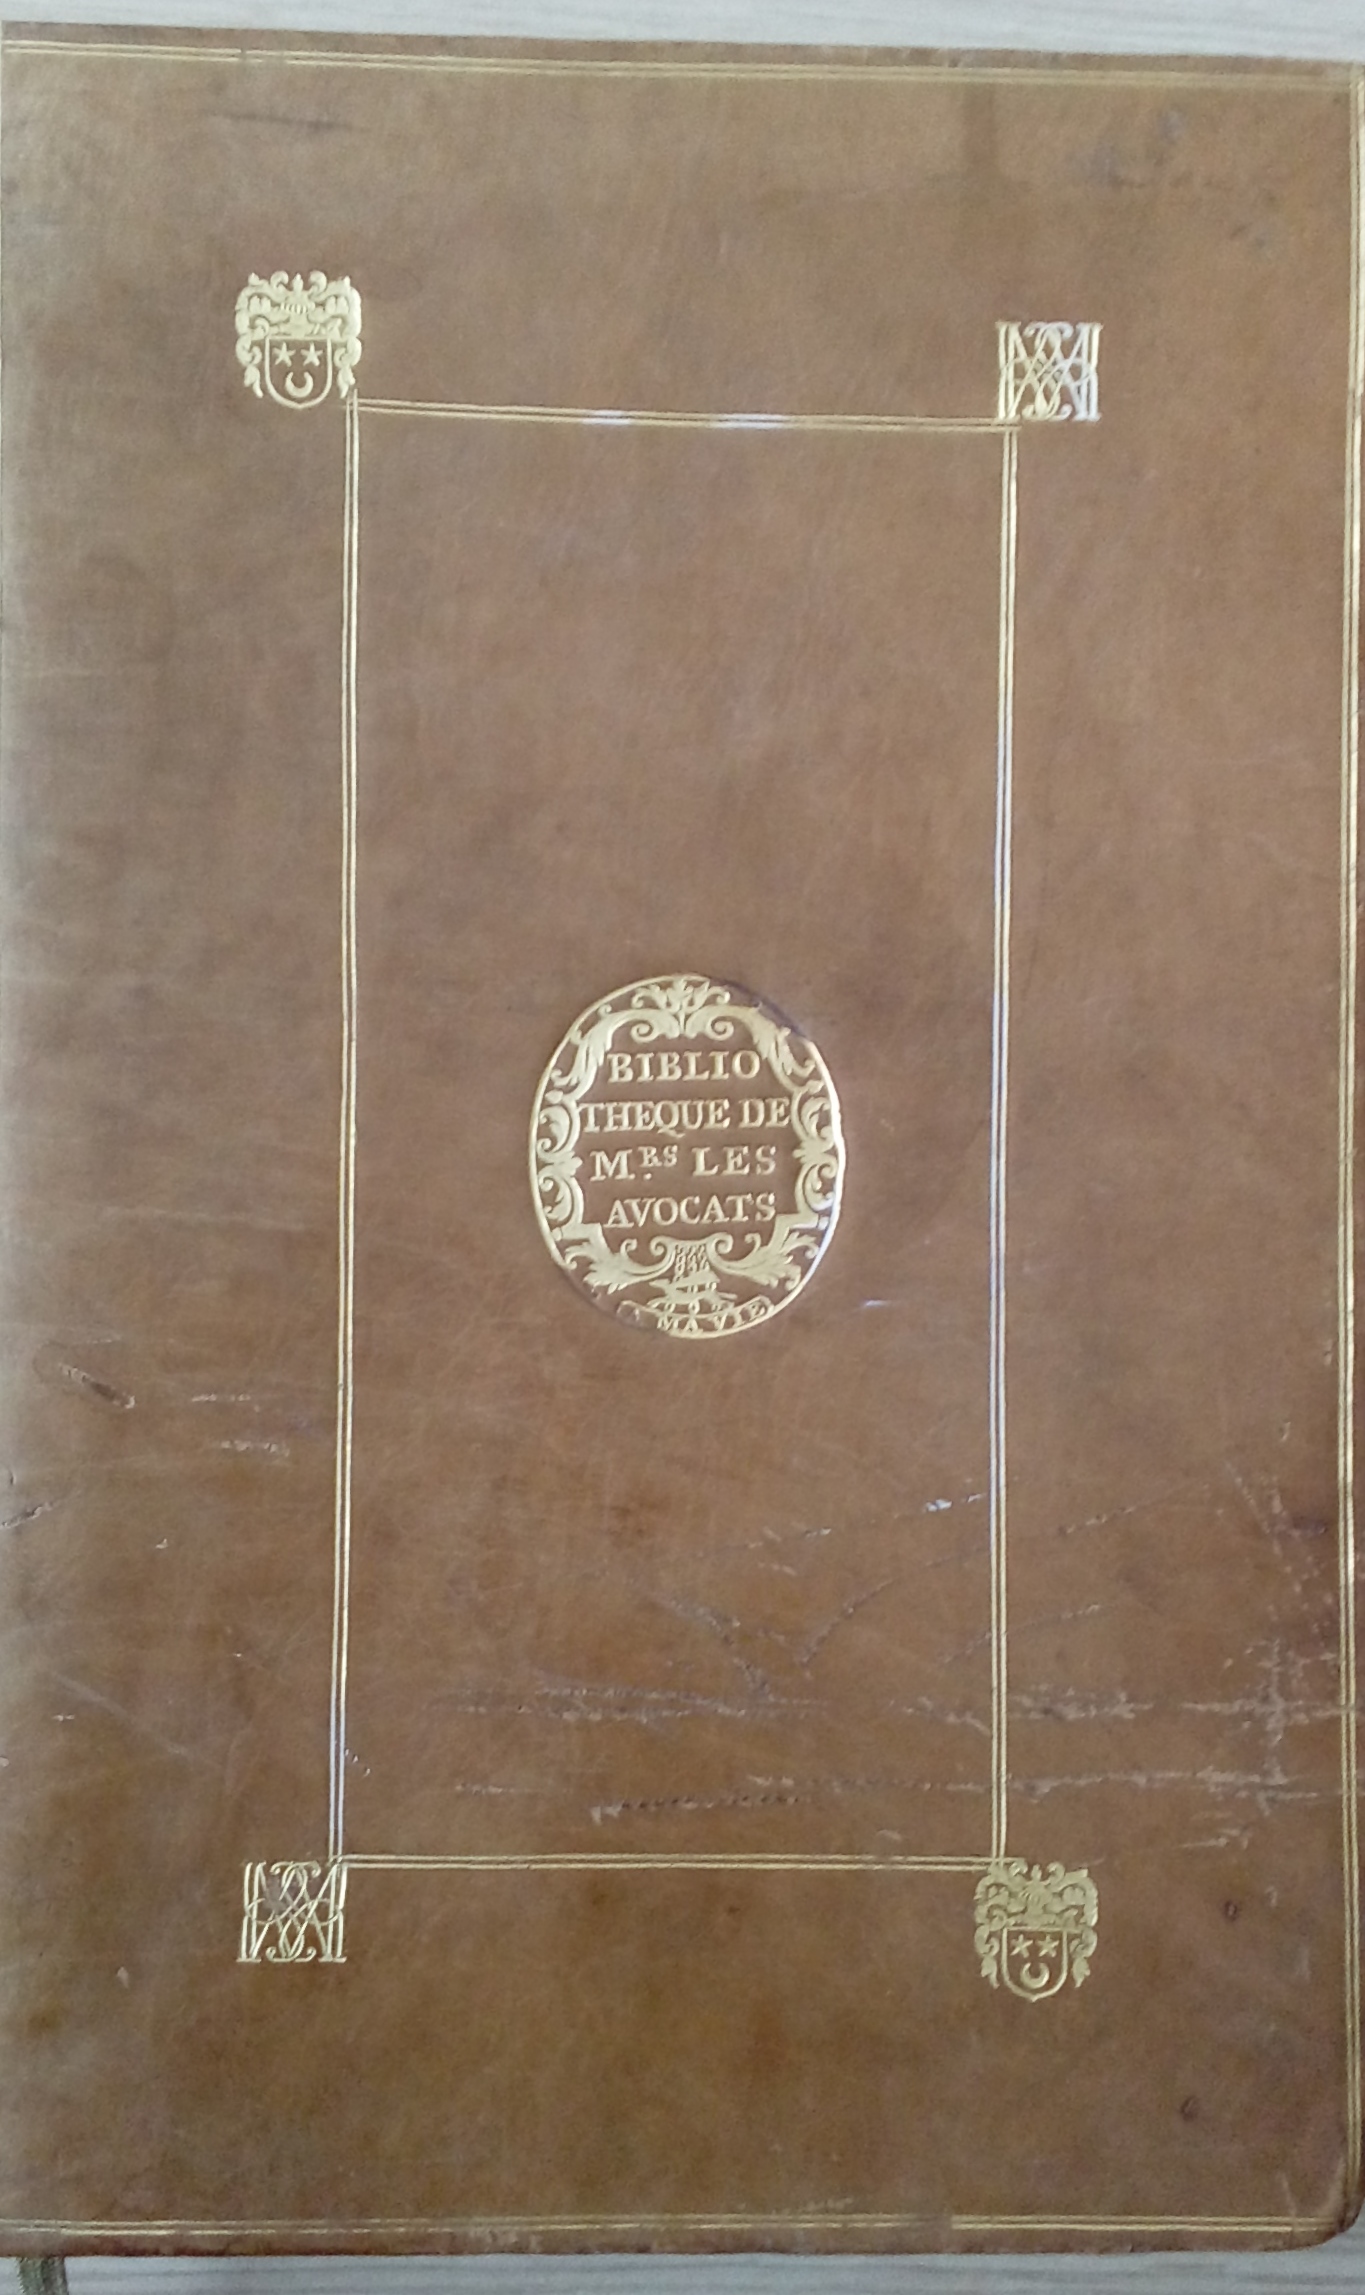 BIBLIO
THEQUE DE
M.RS LES
AVOCATS
A MA VIE